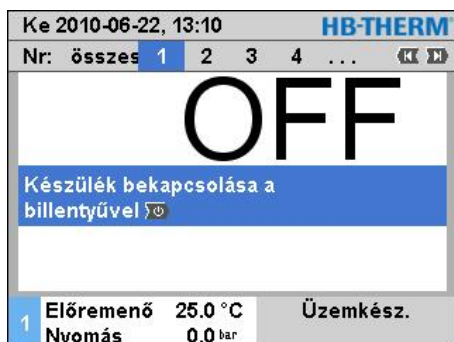 Ke 2010-06-22, 13:10 HB-THERM
Nr: összes 1 2 3 4 ...
OFF
Készülék bekapcsolása a
billentyűvel
1 Előremenő 25.0 °C Üzemkész.
Nyomás 0.0 bar